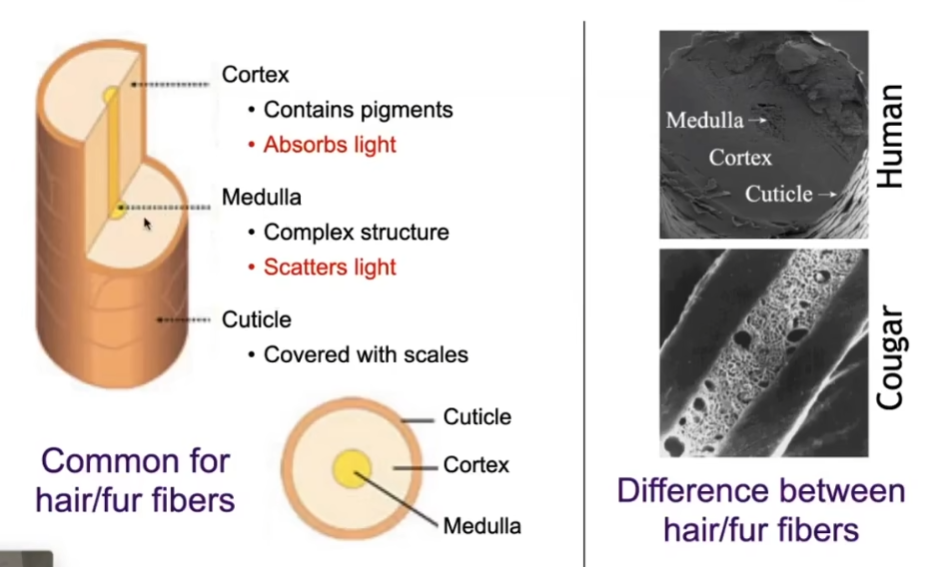 Cortex
• Contains pigments
• Absorbs light
Medulla
• Complex structure
• Scatters light
Cuticle
• Covered with scales
Cuticle
Cortex
Medulla
Common for
hair/fur fibers
Medulla
Cortex
Cuticle
Human
Cougar
Difference between
hair/fur fibers